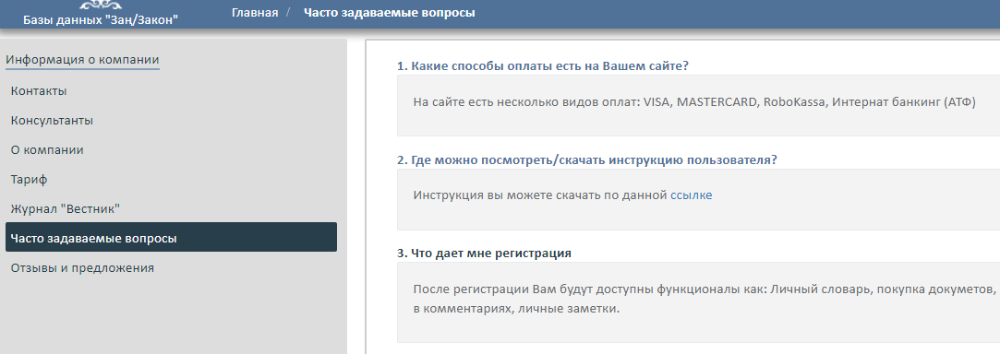 Базы данных "Заң/Закон"
Главная / Часто задаваемые вопросы
Информация о компании
Контакты
Консультанты
О компании
Тариф
Журнал "Вестник"
Часто задаваемые вопросы
Отзывы и предложения
1. Какие способы оплаты есть на Вашем сайте?
На сайте есть несколько видов оплат: VISA, MASTERCARD, RoboKassa, Интернат банкинг (АТФ)
2. Где можно посмотреть/скачать инструкцию пользователя?
Инструкция вы можете скачать по данной ссылке
3. Что дает мне регистрация
После регистрации Вам будут доступны функционалы как: Личный словарь, покупка докуметов,
в комментариях, личные заметки.